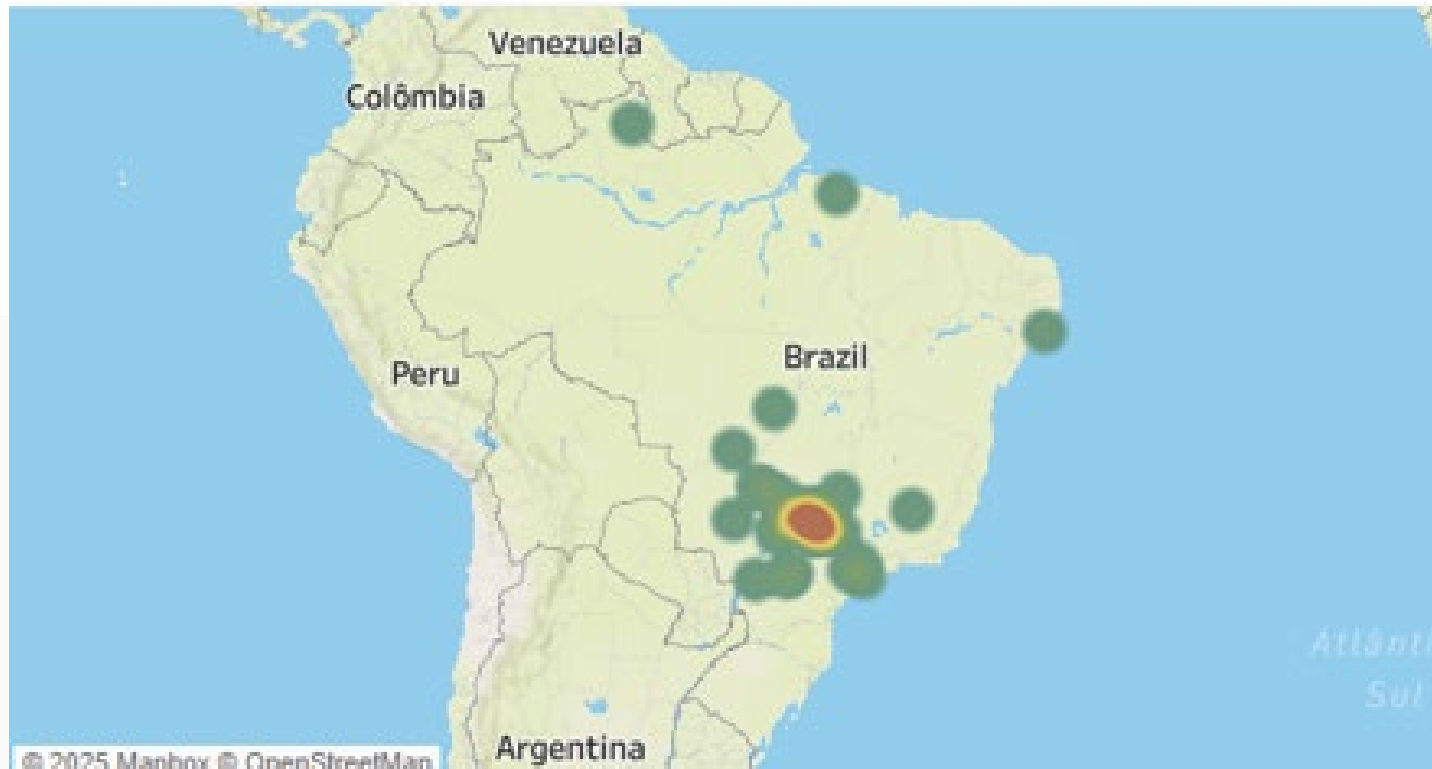 Venezuela
Colômbia
Brazil
Peru
Atlânti
Sul
Argentina
© 2025 Mapbox © OpenStreetMap